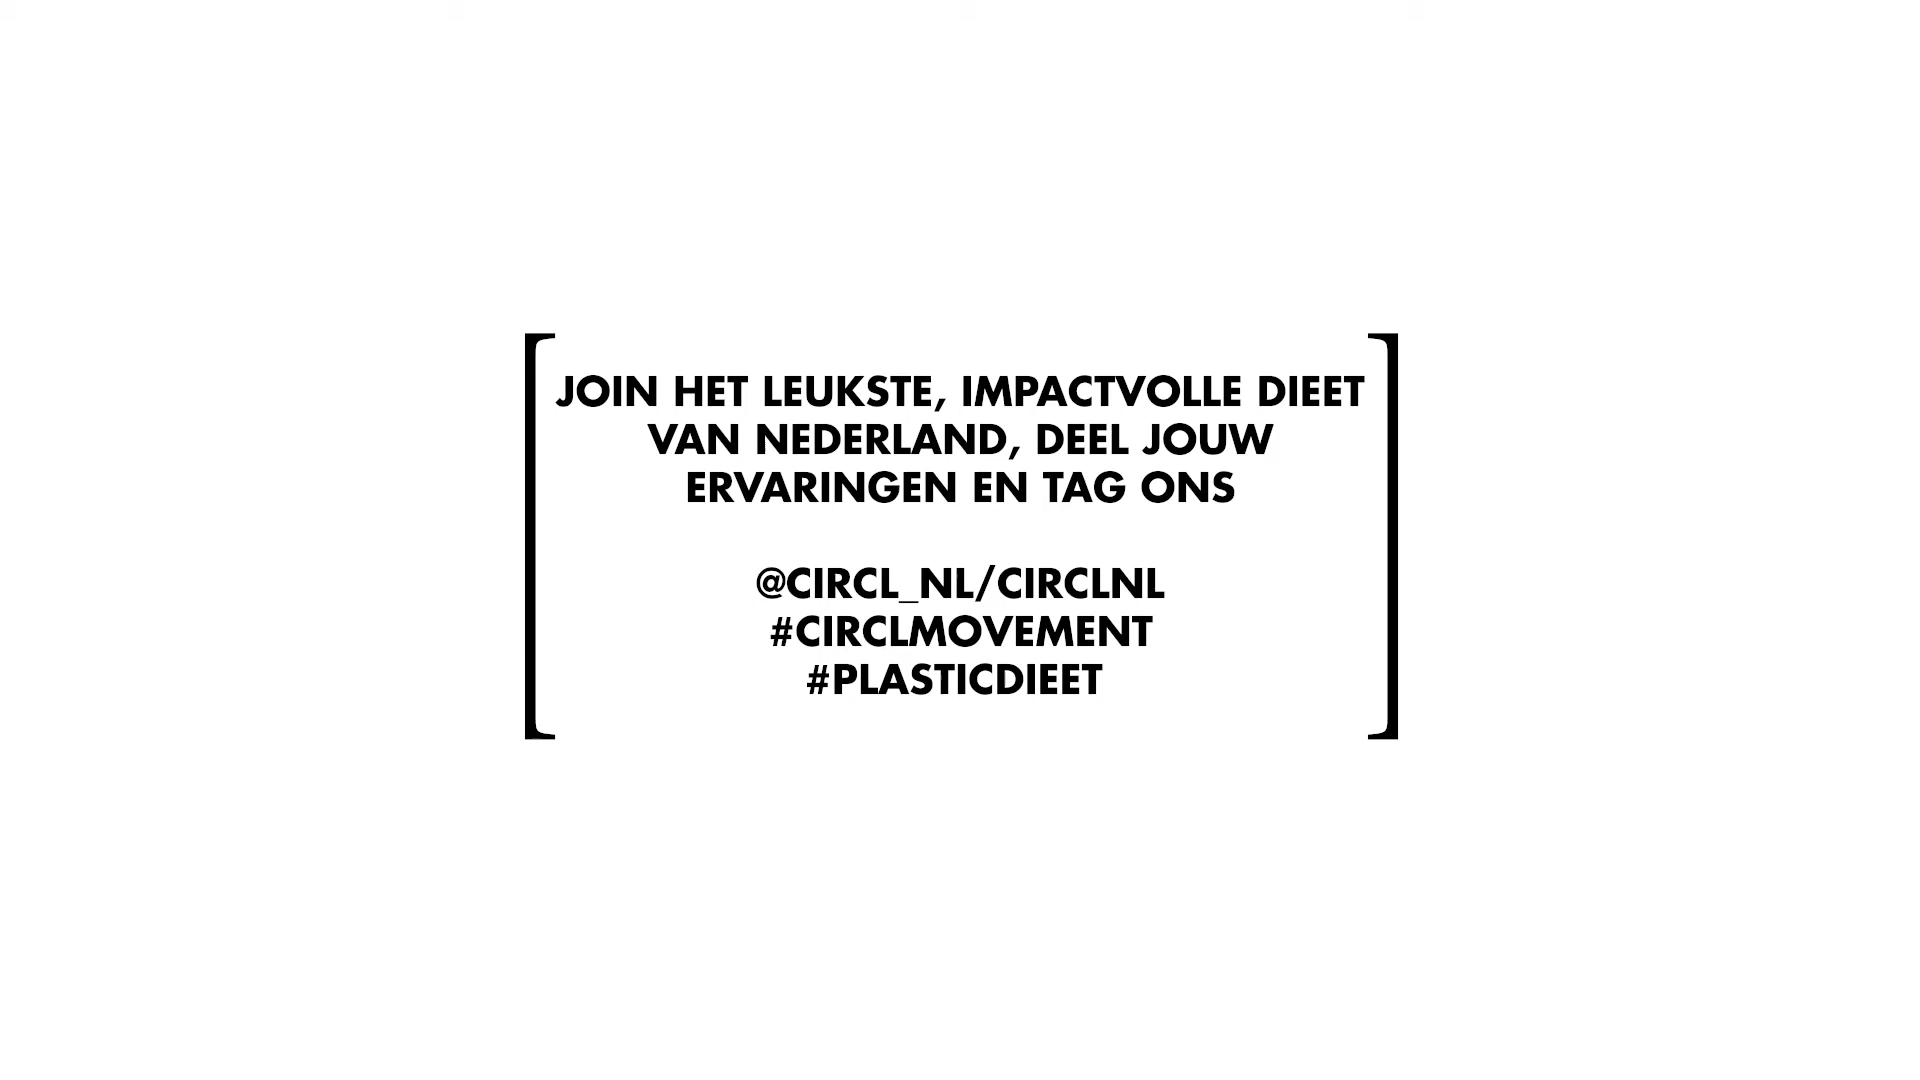 JOIN HET LEUKSTE, IMPACTVOLLE DIEET
VAN NEDERLAND, DEEL JOUW
ERVARINGEN EN TAG ONS
@CIRCL_NL/CIRCLNL
#CIRCLMOVEMENT
#PLASTICDIEET